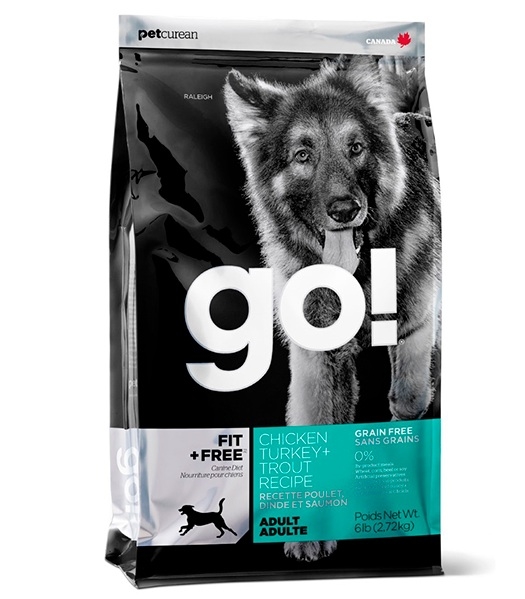 petcurean
CANADA
RALEIGH
go!
FIT
+FREE
Canine Diet
Nourriture pour chiens
CHICKEN
TURKEY+
TROUT
RECIPE
RECETTE POULET,
DINDE ET SAUMON
ADULT
ADULTE
GRAIN FREE
SANS GRAINS
0%
Poids Net Wt.
6lb (2.72kg)
go!